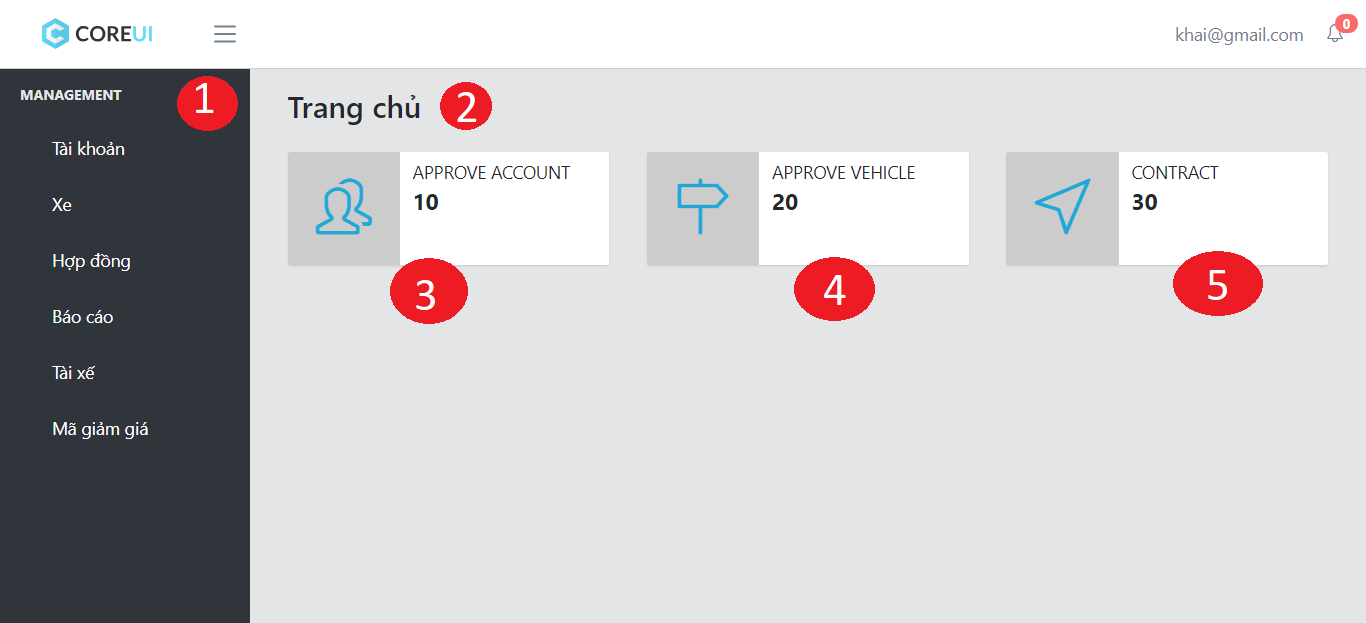 COREUI
khai@gmail.com
0
MANAGEMENT
1
Tài khoản
Xe
Hợp đồng
Báo cáo
Tài xế
Mã giảm giá
Trang chủ
2
APPROVE ACCOUNT
10
3
APPROVE VEHICLE
20
4
CONTRACT
30
5